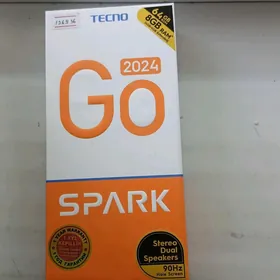 TECNO
64GB
8GB RAM*
Go
2024
SPARK
Stereo
Dual
Speakers
90Hz